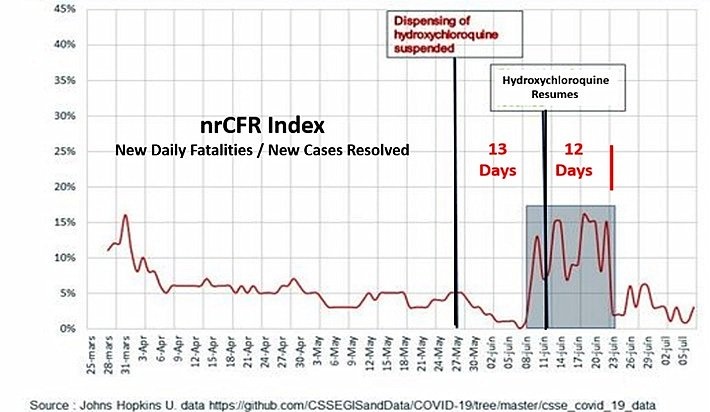 45%
40%
35%
30%
25%
20%
15%
10%
5%
0%
Dispensing of
hydroxychloroquine
suspended
Hydroxychloroquine
Resumes
nrCFR Index
New Daily Fatalities / New Cases Resolved
13
Days
12
Days
25-mars
28-mars
31-mars
3-Apr
6-Apr
9-Apr
12-Apr
15-Apr
18-Apr
21-Apr
24-Apr
27-Apr
30-Apr
3-May
6-May
9-May
12-May
15-May
18-May
21-May
24-May
27-May
30-May
02-juin
05-juin
08-juin
11-juin
14-juin
17-juin
20-juin
23-juin
26-juin
29-juin
02-juil
05-juil
Source : Johns Hopkins U. data https://github.com/CSSEGISandData/COVID-19/tree/master/csse_covid_19_data